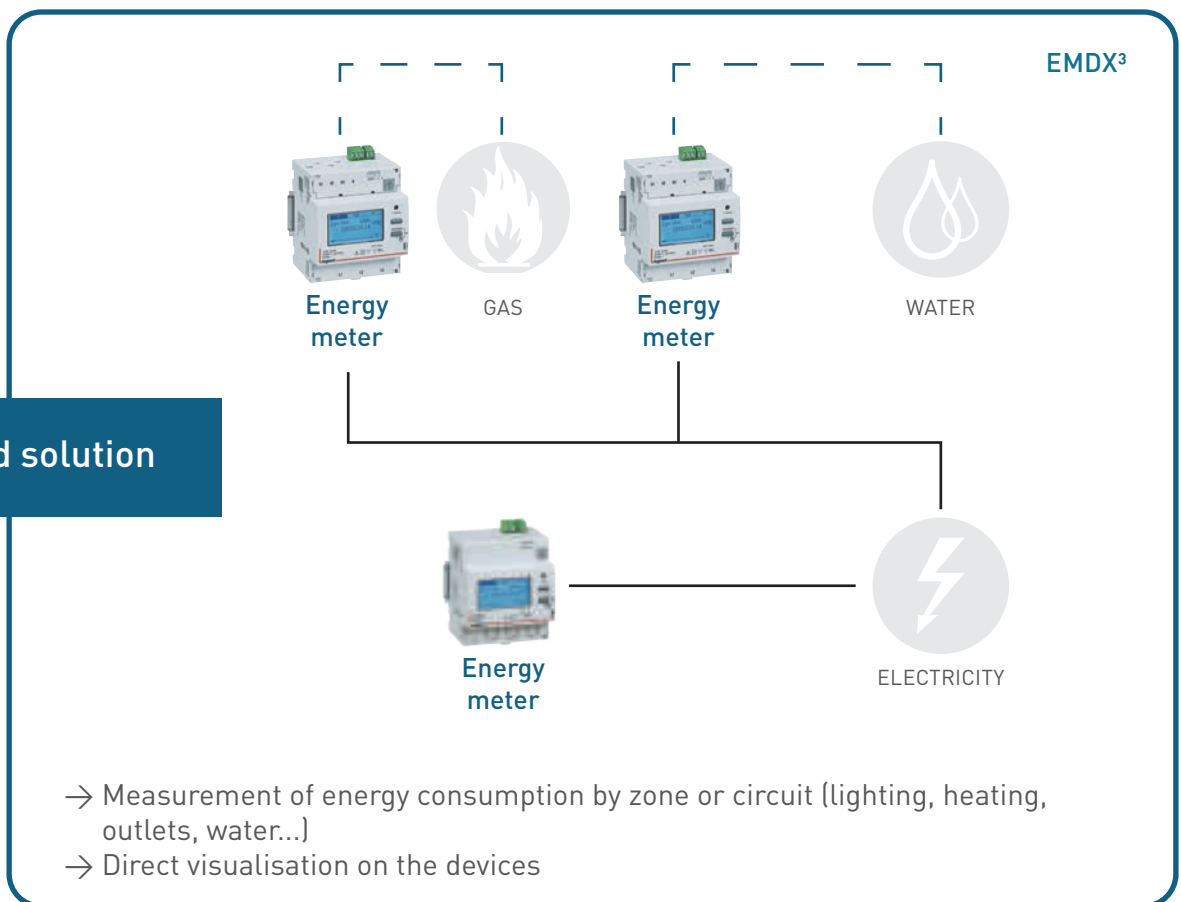 EMDX³
Energy
meter
GAS
Energy
meter
WATER
d solution
Energy
meter
ELECTRICITY
→ Measurement of energy consumption by zone or circuit (lighting, heating,
outlets, water...)
→ Direct visualisation on the devices